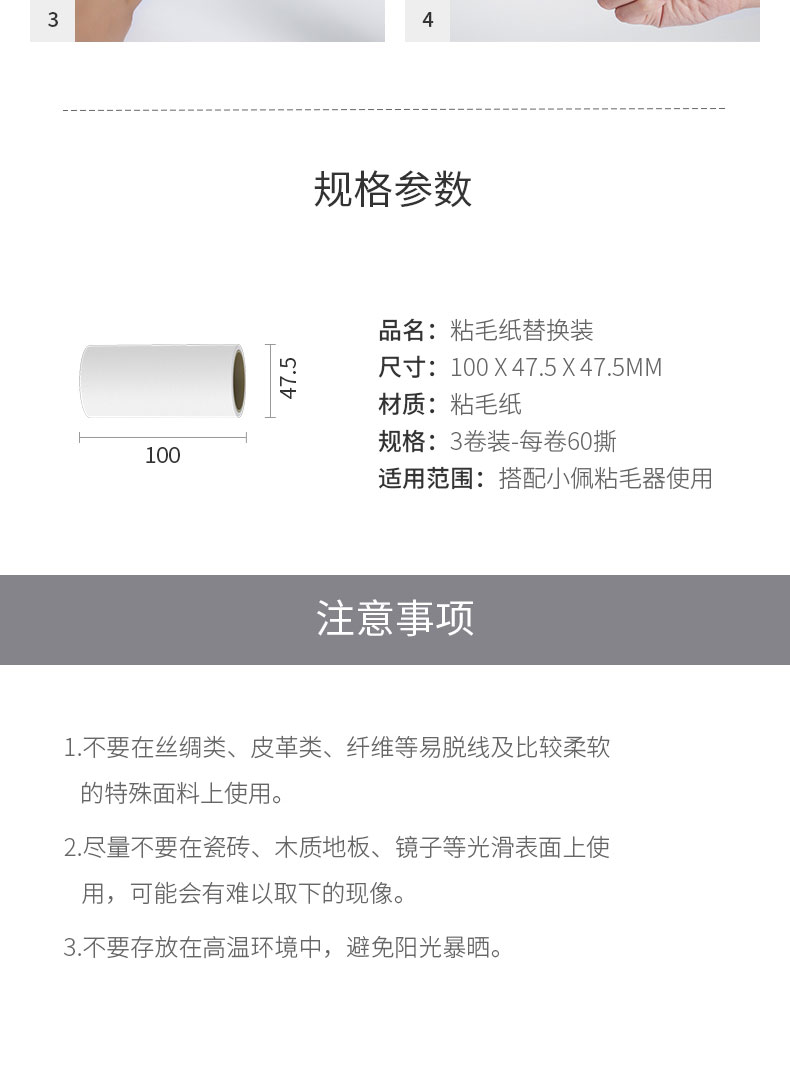 3
4
规格参数
品名：粘毛纸替换装
尺寸：100 X 47.5 X 47.5MM
材质：粘毛纸
规格：3卷装-每卷60撕
适用范围：搭配小佩粘毛器使用
47.5
100
注意事项
1.不要在丝绸类、皮革类、纤维等易脱线及比较柔软
的特殊面料上使用。
2.尽量不要在瓷砖、木质地板、镜子等光滑表面上使
用，可能会有难以取下的现像。
3.不要存放在高温环境中，避免阳光暴晒。